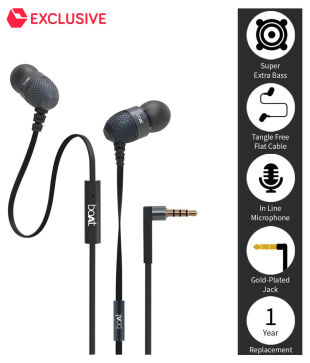 EXCLUSIVE
boAt
boAt
boAt
Super
Extra Bass
Tangle Free
Flat Cable
In Line
Microphone
Gold-Plated
Jack
1
Year
Replacement